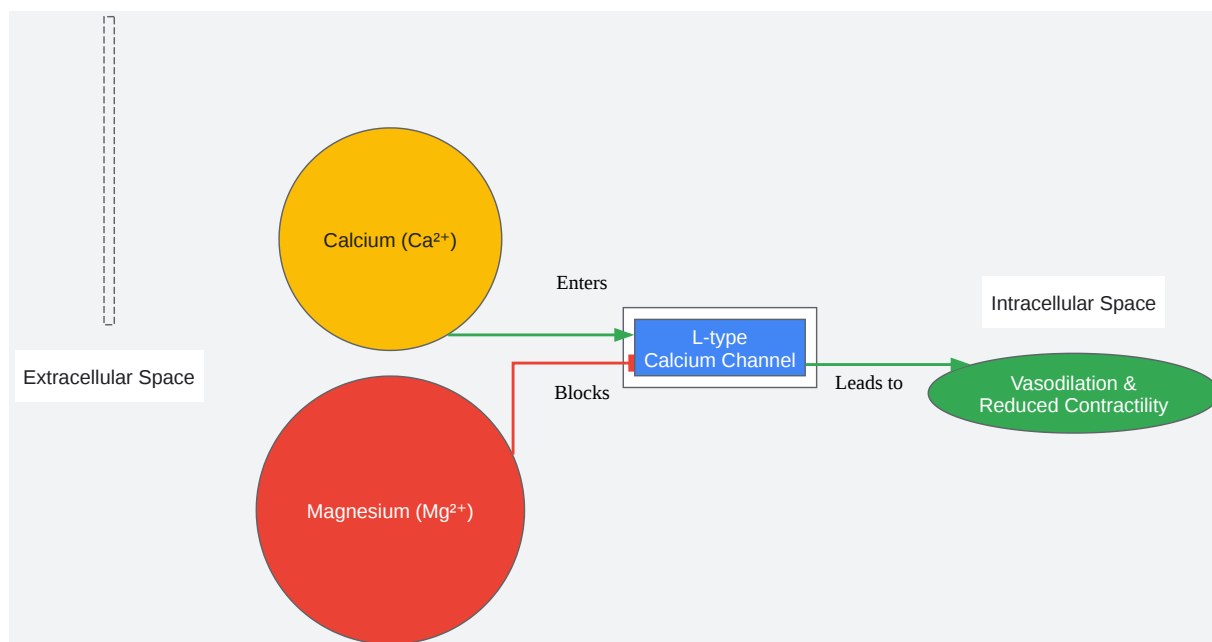 Calcium (Ca²⁺)
Enters
Intracellular Space
L-type
Calcium Channel
Extracellular Space
Blocks
Leads to
Vasodilation &
Reduced Contractility
Magnesium (Mg²⁺)